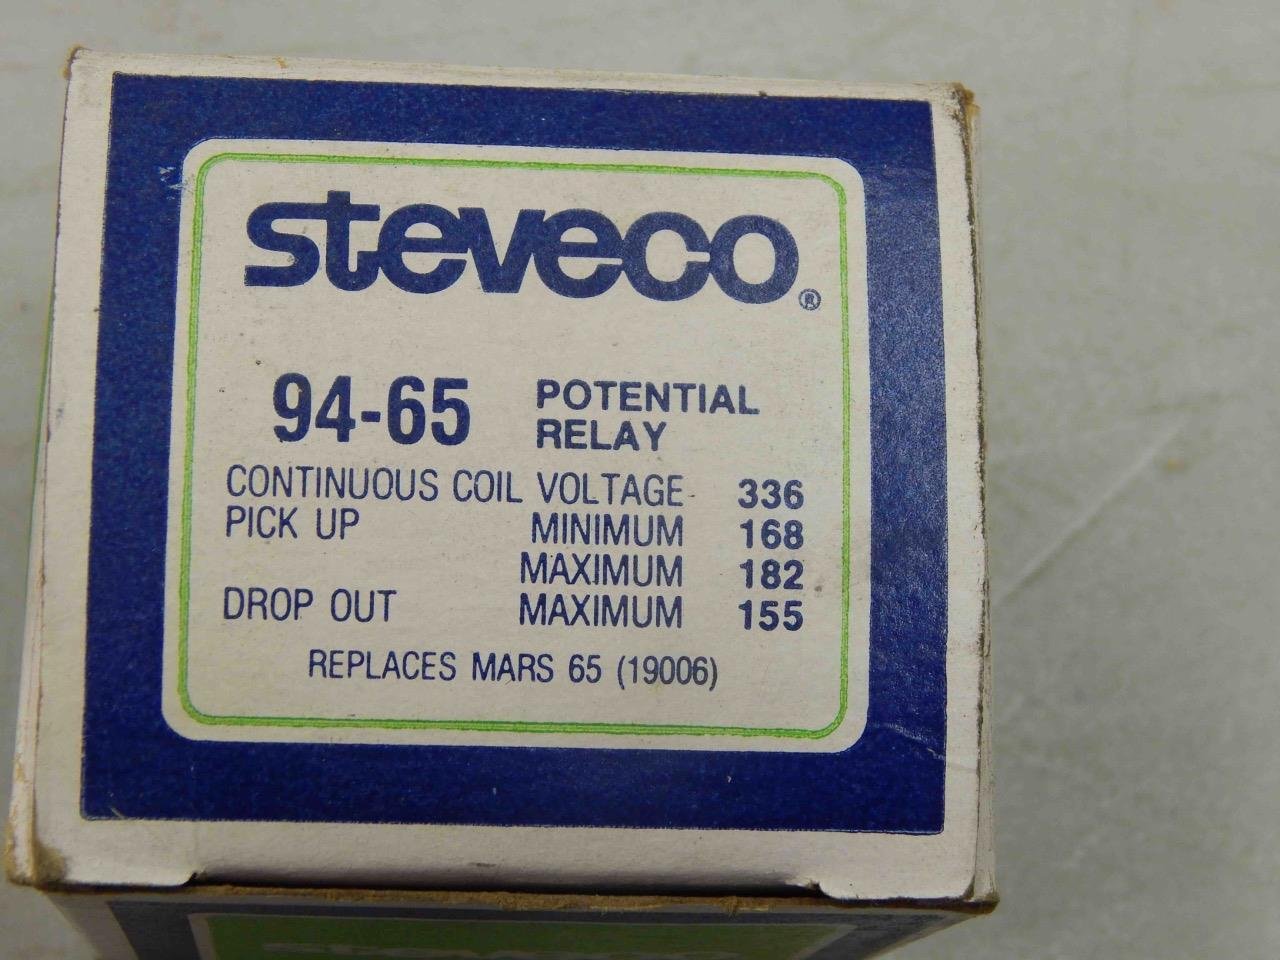 steveco®
94-65 POTENTIAL
RELAY
CONTINUOUS COIL VOLTAGE 336
PICK UP MINIMUM 168
MAXIMUM 182
DROP OUT MAXIMUM 155
REPLACES MARS 65 (19006)